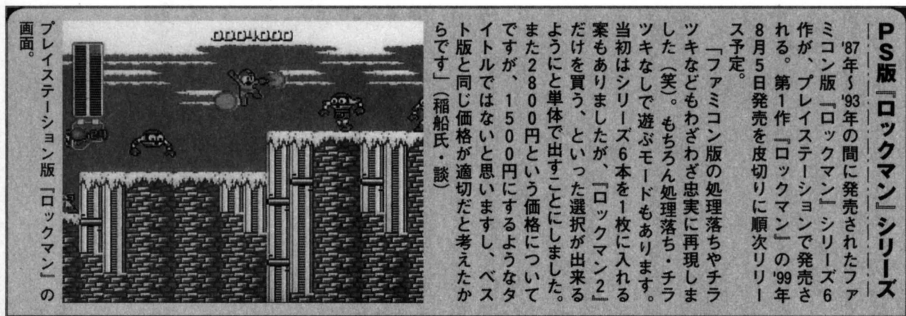 PS版『ロックマン』シリーズ
'87年〜'93年の間に発売されたファ
ミコン版『ロックマン』シリーズ6
作が、プレイステーションで発売さ
れる。第1作『ロックマン』の'99年
8月5日発売を皮切りに順次リリー
ス予定。
「ファミコン版の処理落ちやチラ
ツキなどもわざわざ忠実に再現しま
した（笑）。もちろん処理落ち・チラ
ツキなしで遊ぶモードもあります。
当初はシリーズ6本を1枚に入れる
案もありましたが、『ロックマン2』
だけを買う、といった選択が出来る
ようにと単体で出すことにしました。
また2800円という価格について
ですが、1500円にするようなタ
イトルではないと思いますし、ベス
ト版と同じ価格が適切だと考えたか
らです」（稲船氏・談）
0004000
プレイステーション版『ロックマン』の
画面。